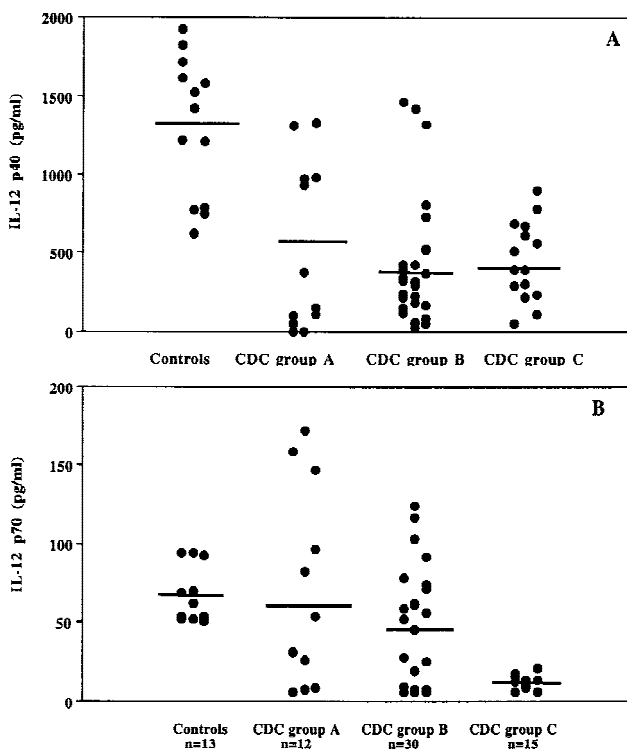 A
2000
1500
1000
500
0
IL-12 p40 (pg/ml)
Controls CDC group A CDC group B CDC group C
B
200
150
100
50
0
IL-12 p70 (pg/ml)
Controls CDC group A CDC group B CDC group C
n=13 n=12 n=30 n=15